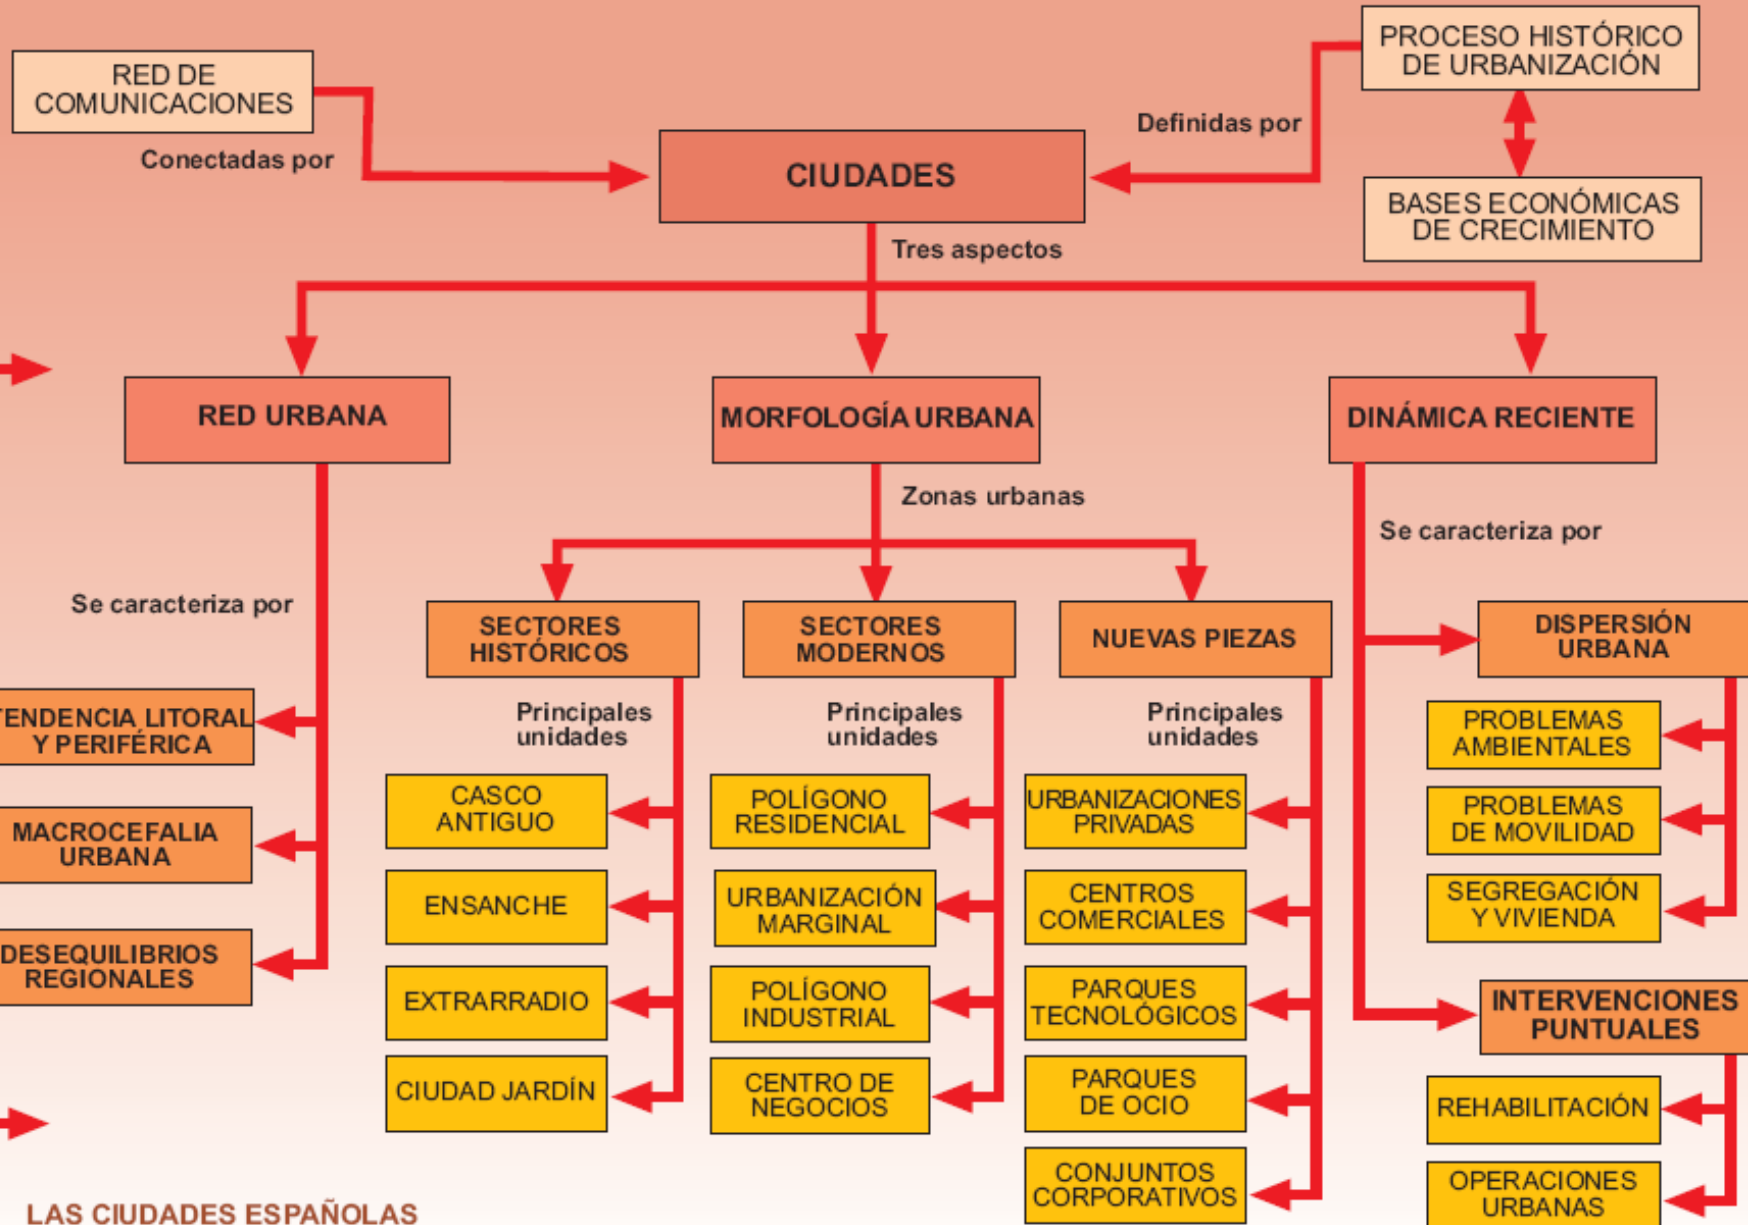 PROCESO HISTÓRICO
DE URBANIZACIÓN
RED DE
COMUNICACIONES
Definidas por
Conectadas por
CIUDADES
BASES ECONÓMICAS
DE CRECIMIENTO
Tres aspectos
RED URBANA
MORFOLOGÍA URBANA
DINÁMICA RECIENTE
Zonas urbanas
Se caracteriza por
Se caracteriza por
SECTORES
HISTÓRICOS
SECTORES
MODERNOS
NUEVAS PIEZAS
DISPERSIÓN
URBANA
TENDENCIA LITORAL
Y PERIFÉRICA
MACROCEFALIA
URBANA
DESEQUILIBRIOS
REGIONALES
Principales
unidades
CASCO
ANTIGUO
ENSANCHE
EXTRARRADIO
CIUDAD JARDÍN
Principales
unidades
POLÍGONO
RESIDENCIAL
URBANIZACIÓN
MARGINAL
POLÍGONO
INDUSTRIAL
CENTRO DE
NEGOCIOS
Principales
unidades
URBANIZACIONES
PRIVADAS
CENTROS
COMERCIALES
PARQUES
TECNOLÓGICOS
PARQUES
DE OCIO
CONJUNTOS
CORPORATIVOS
PROBLEMAS
AMBIENTALES
PROBLEMAS
DE MOVILIDAD
SEGREGACIÓN
Y VIVIENDA
INTERVENCIONES
PUNTUALES
REHABILITACIÓN
OPERACIONES
URBANAS
LAS CIUDADES ESPAÑOLAS